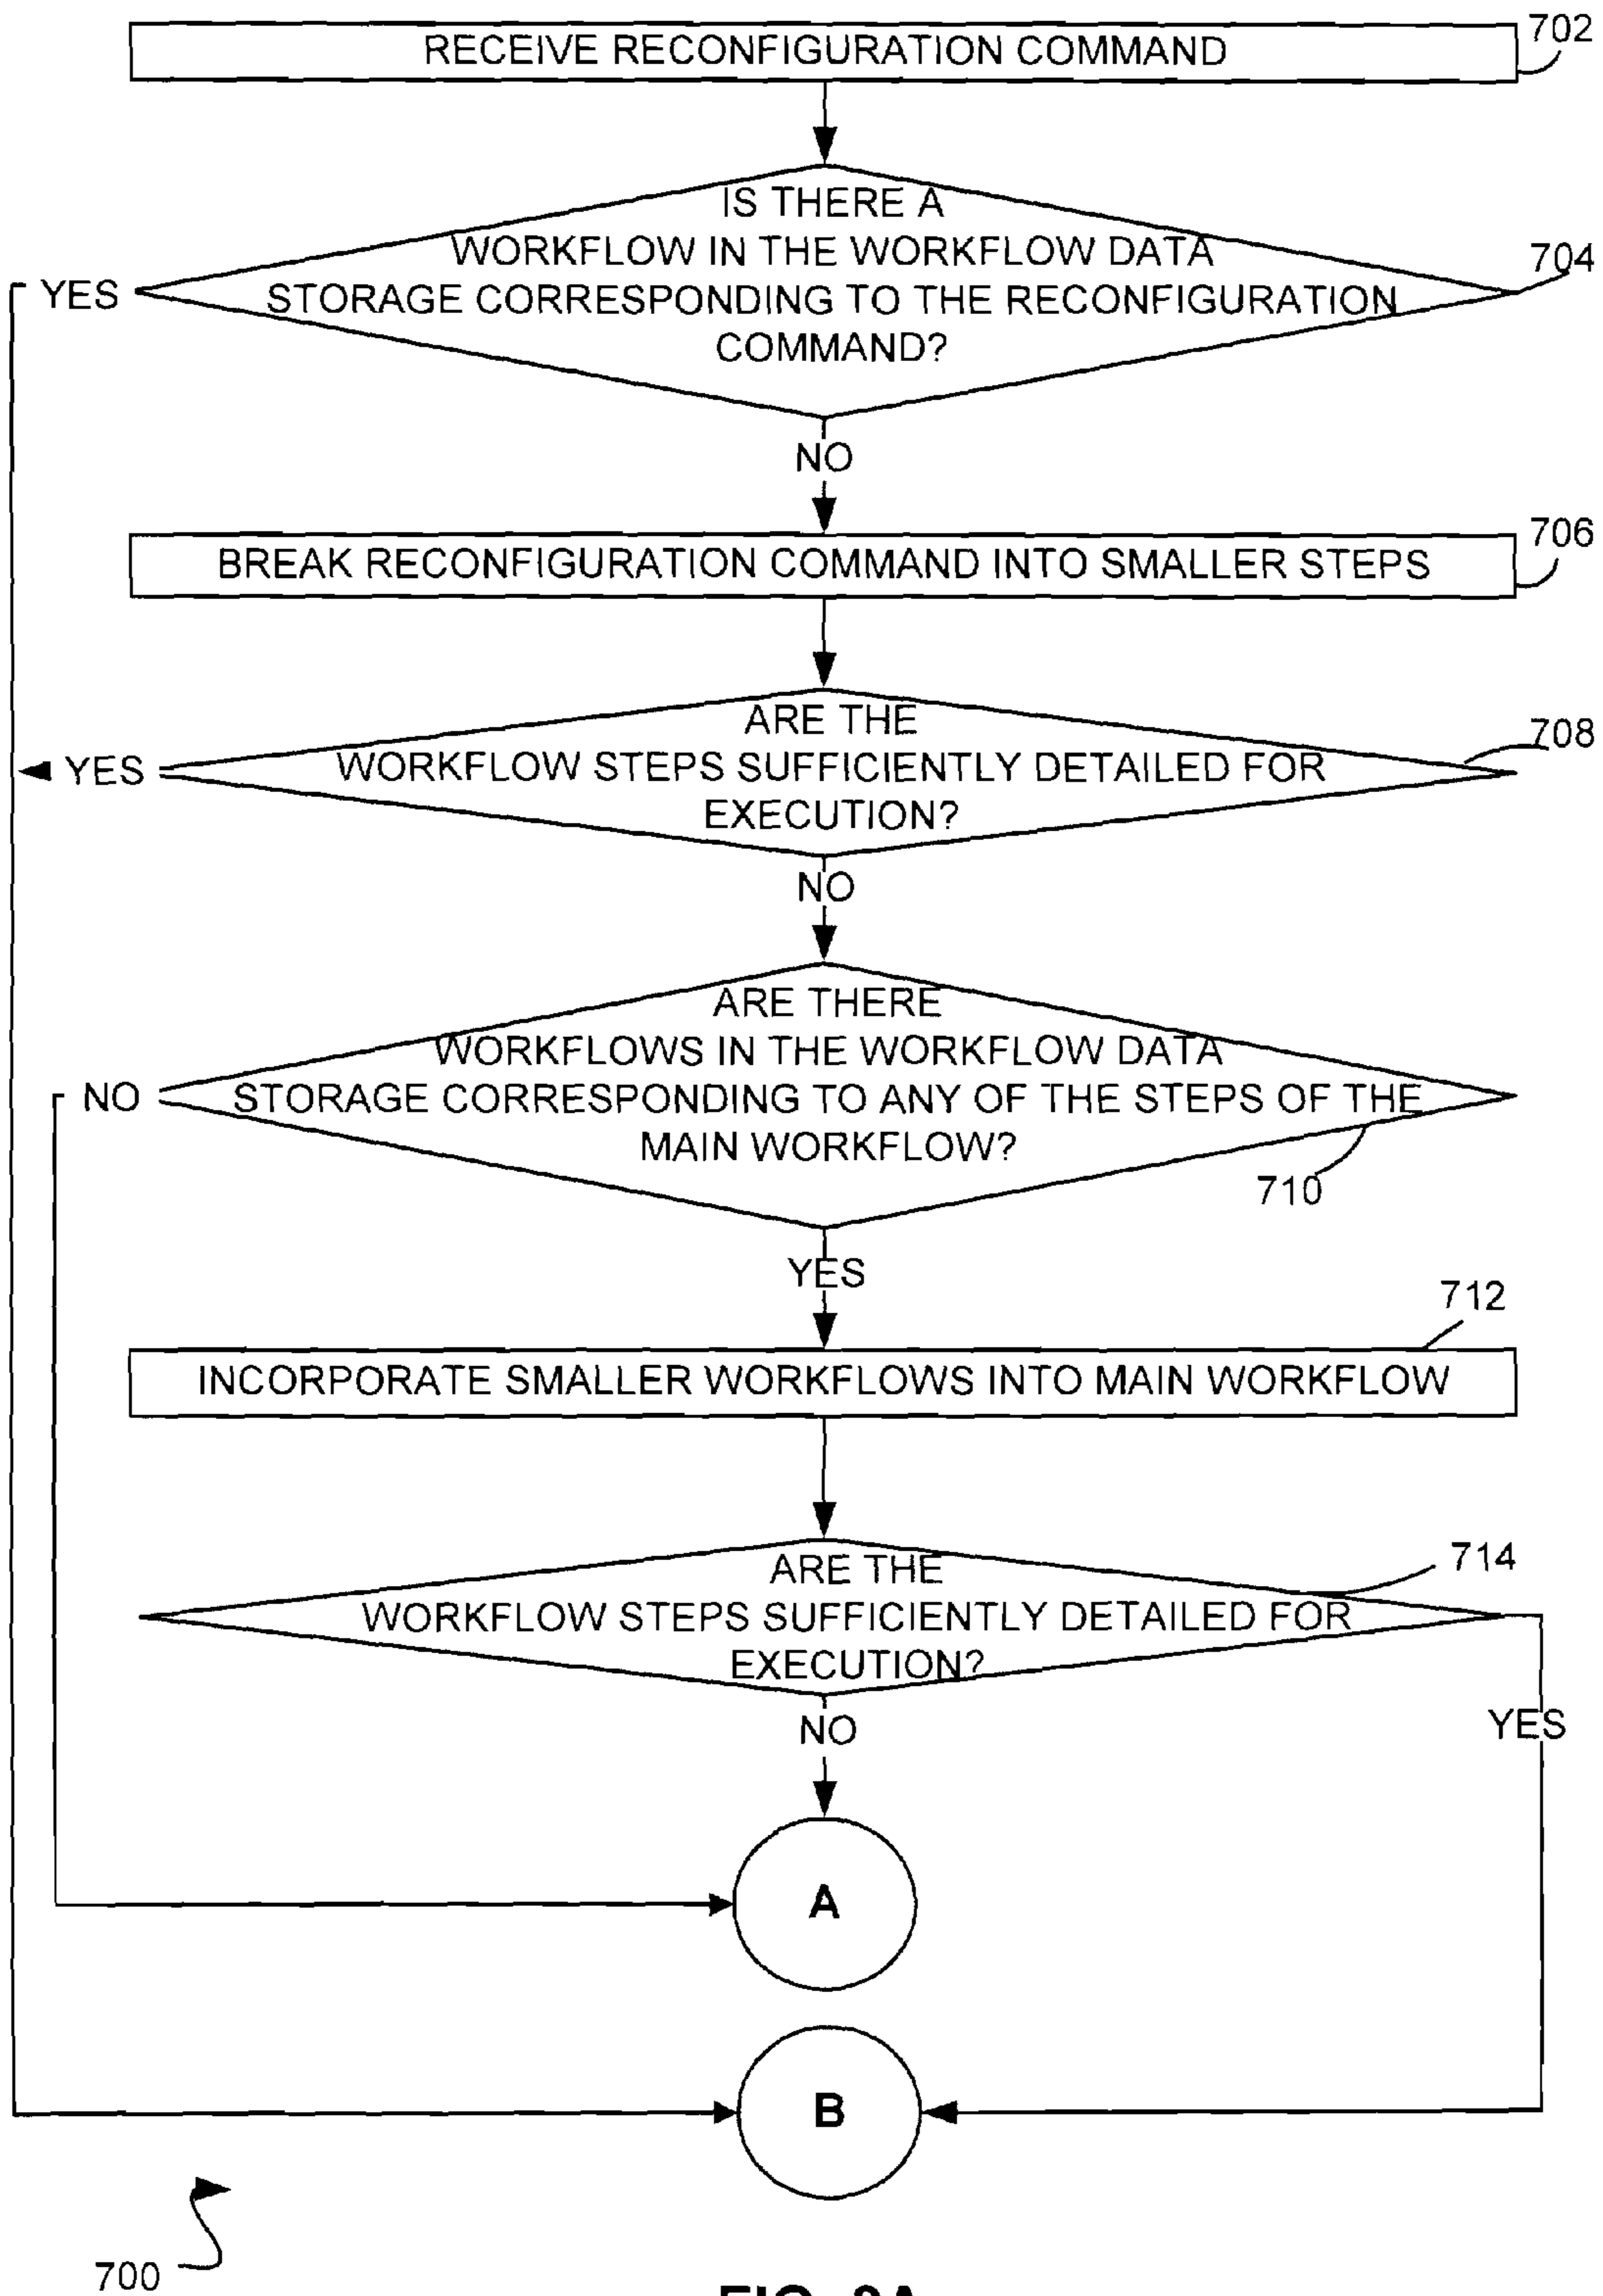 RECEIVE RECONFIGURATION COMMAND
702
IS THERE A
WORKFLOW IN THE WORKFLOW DATA
STORAGE CORRESPONDING TO THE RECONFIGURATION
COMMAND?
704
YES
NO
BREAK RECONFIGURATION COMMAND INTO SMALLER STEPS
706
ARE THE
WORKFLOW STEPS SUFFICIENTLY DETAILED FOR
EXECUTION?
708
YES
NO
ARE THERE
WORKFLOWS IN THE WORKFLOW DATA
STORAGE CORRESPONDING TO ANY OF THE STEPS OF THE
MAIN WORKFLOW?
NO
710
YES
712
INCORPORATE SMALLER WORKFLOWS INTO MAIN WORKFLOW
ARE THE
WORKFLOW STEPS SUFFICIENTLY DETAILED FOR
EXECUTION?
714
NO
YES
A
B
700